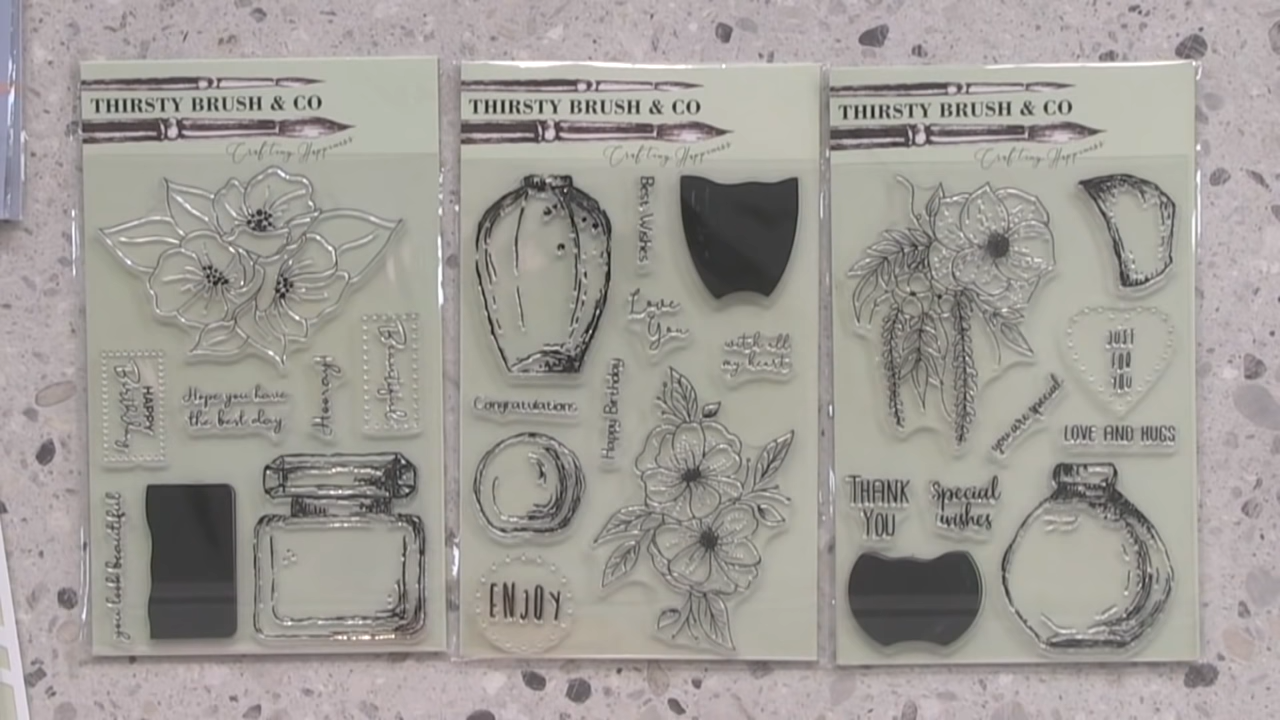 THIRSTY BRUSH & CO
Crafting Happiness
HAPPY
Birthday
Hope you have
the best day
Hooray!
Beautiful
you look beautiful
THIRSTY BRUSH & CO
Crafting Happiness
Best Wishes
Love
You
with all
my heart
Congratulations
Happy Birthday
ENJOY
THIRSTY BRUSH & CO
Crafting Happiness
JUST
FOR
YOU
you are special
LOVE AND HUGS
THANK
YOU
Special
wishes